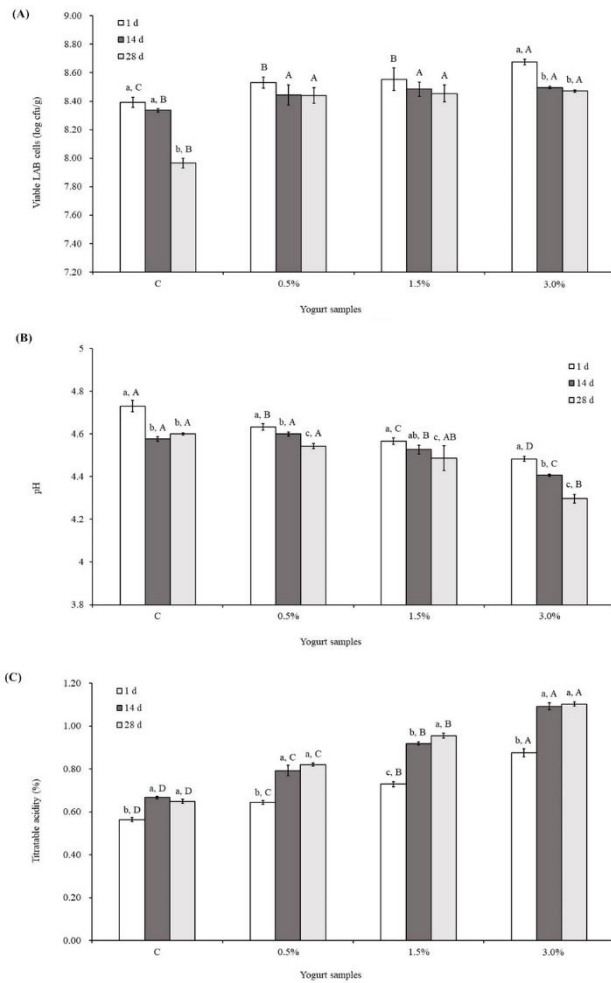 (A)
9.00
8.80
8.60
8.40
8.20
8.00
7.80
7.60
7.40
7.20
Viable LAB cells (log cfu/g)
1 d
14 d
28 d
a, C
a, B
b, B
B
A
A
B
A
A
a, A
b, A
b, A
C
0.5%
1.5%
3.0%
Yogurt samples
(B)
5
4.8
4.6
4.4
4.2
4
3.8
pH
1 d
14 d
28 d
a, A
b, A
b, A
a, B
b, A
c, A
a, C
ab, B
c, AB
a, D
b, C
c, B
C
0.5%
1.5%
3.0%
Yogurt samples
(C)
1.20
1.00
0.80
0.60
0.40
0.20
0.00
Titratable acidity (%)
1 d
14 d
28 d
b, D
a, D
a, D
b, C
a, C
a, C
c, B
b, B
a, B
b, A
a, A
a, A
C
0.5%
1.5%
3.0%
Yogurt samples